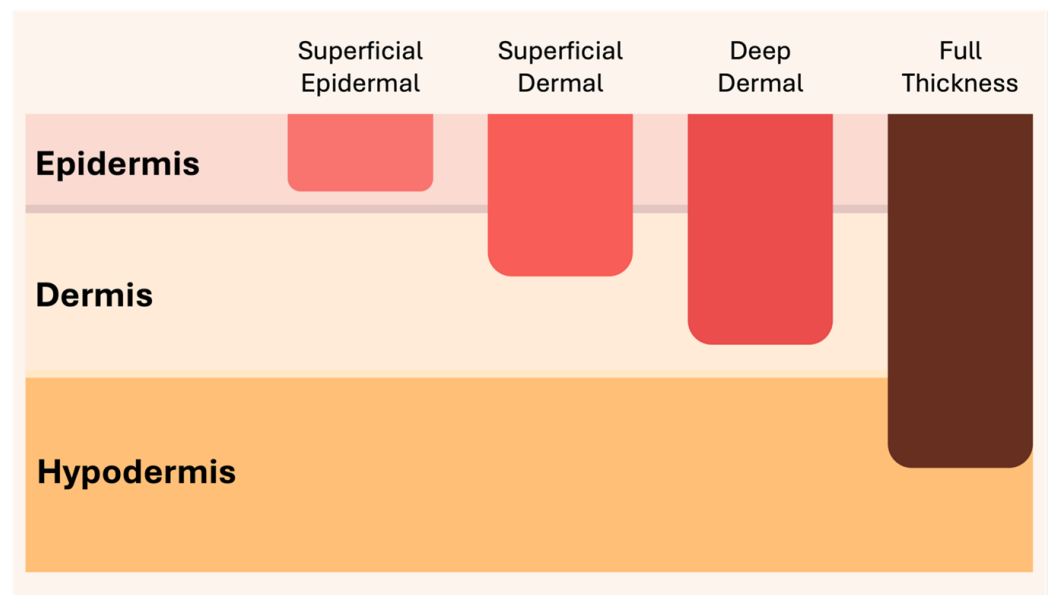 Superficial
Epidermal
Superficial
Dermal
Deep
Dermal
Full
Thickness
Epidermis
Dermis
Hypodermis